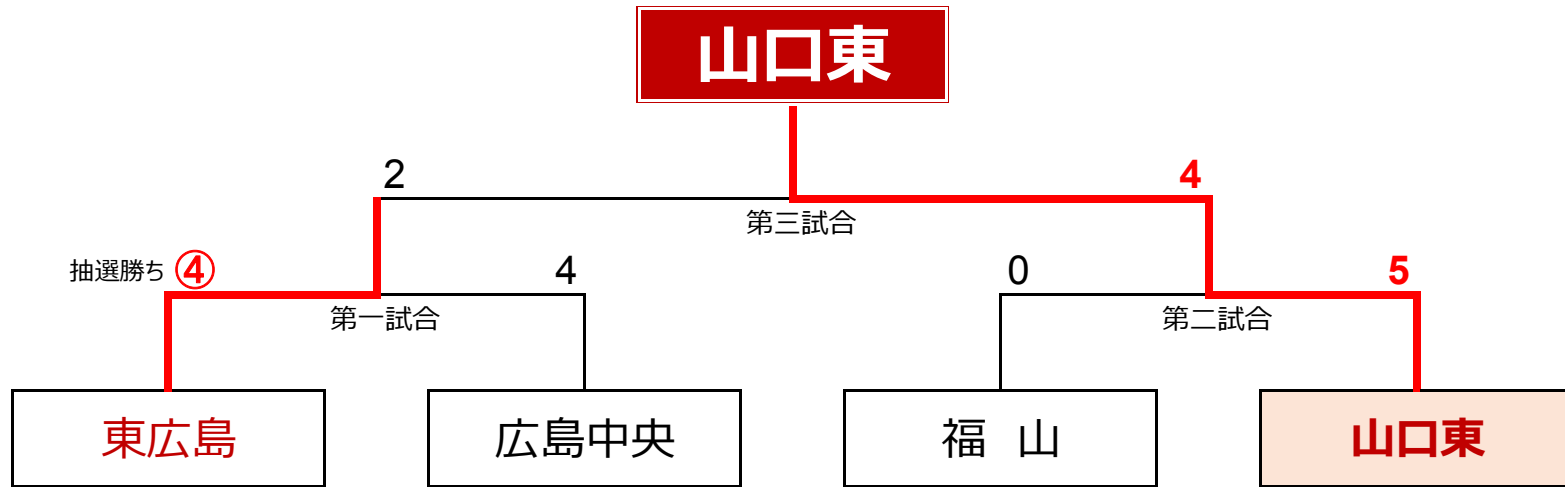 山口東
2
4
第三試合
抽選勝ち ④
4
0
5
第一試合
第二試合
東広島
広島中央
福 山
山口東